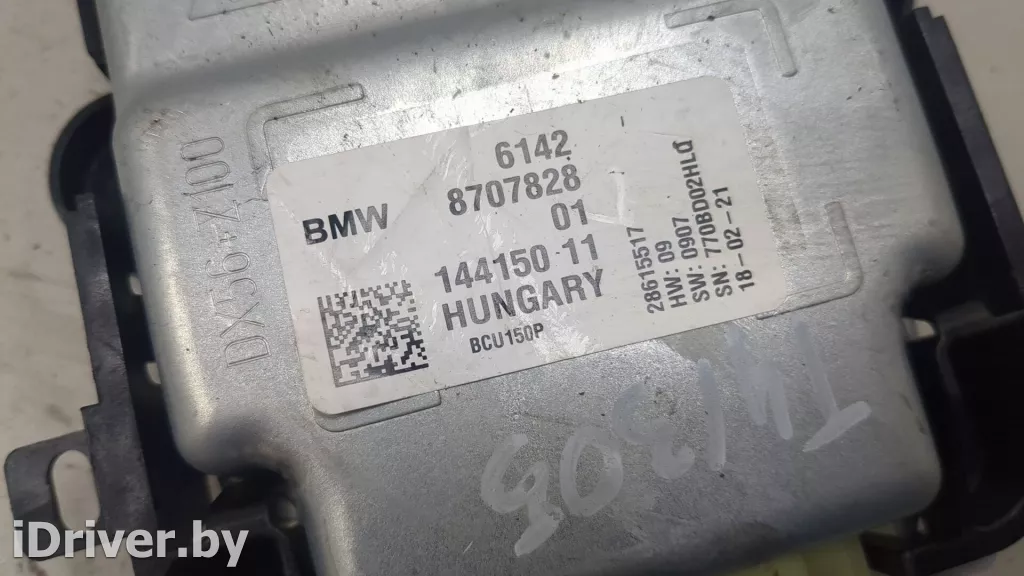 DX56+Z100
BMW
6142
8707828
01
144150 11
HUNGARY
BCU150P
28615517
HW: 09
SW: 0907
SN: 770BD002HLG
18-02-21
iDriver.by